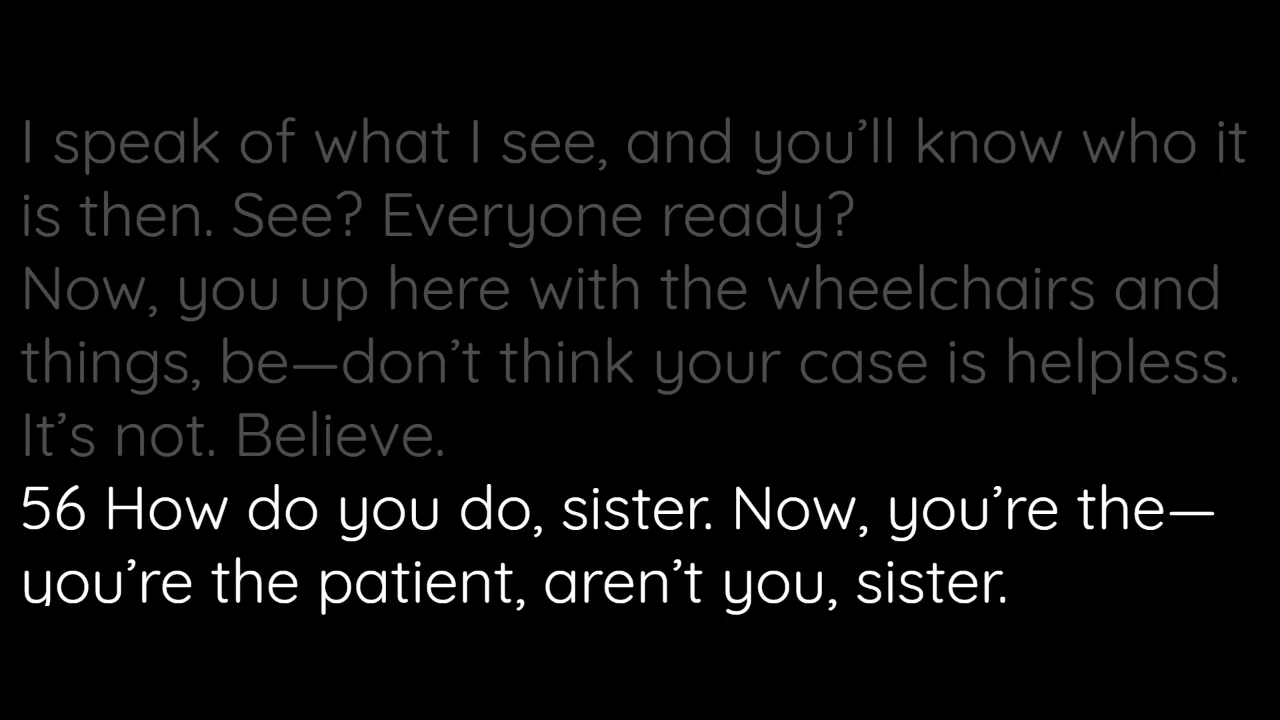 I speak of what I see, and you’ll know who it
is then. See? Everyone ready?
Now, you up here with the wheelchairs and
things, be—don’t think your case is helpless.
It’s not. Believe.
56 How do you do, sister. Now, you’re the—
you’re the patient, aren’t you, sister.